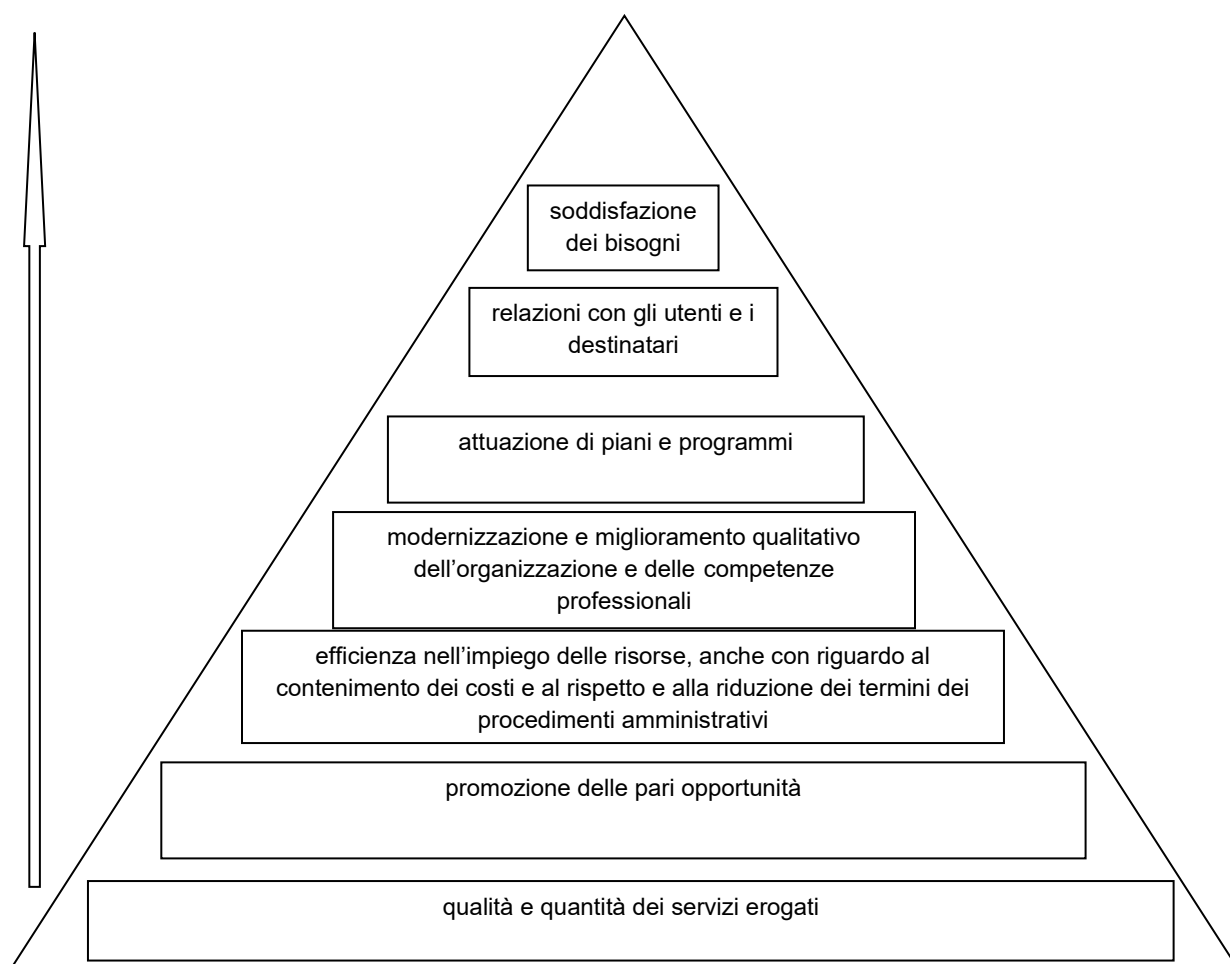 soddisfazione
dei bisogni
relazioni con gli utenti e i
destinatari
attuazione di piani e programmi
modernizzazione e miglioramento qualitativo
dell’organizzazione e delle competenze
professionali
efficienza nell’impiego delle risorse, anche con riguardo al
contenimento dei costi e al rispetto e alla riduzione dei termini dei
procedimenti amministrativi
promozione delle pari opportunità
qualità e quantità dei servizi erogati